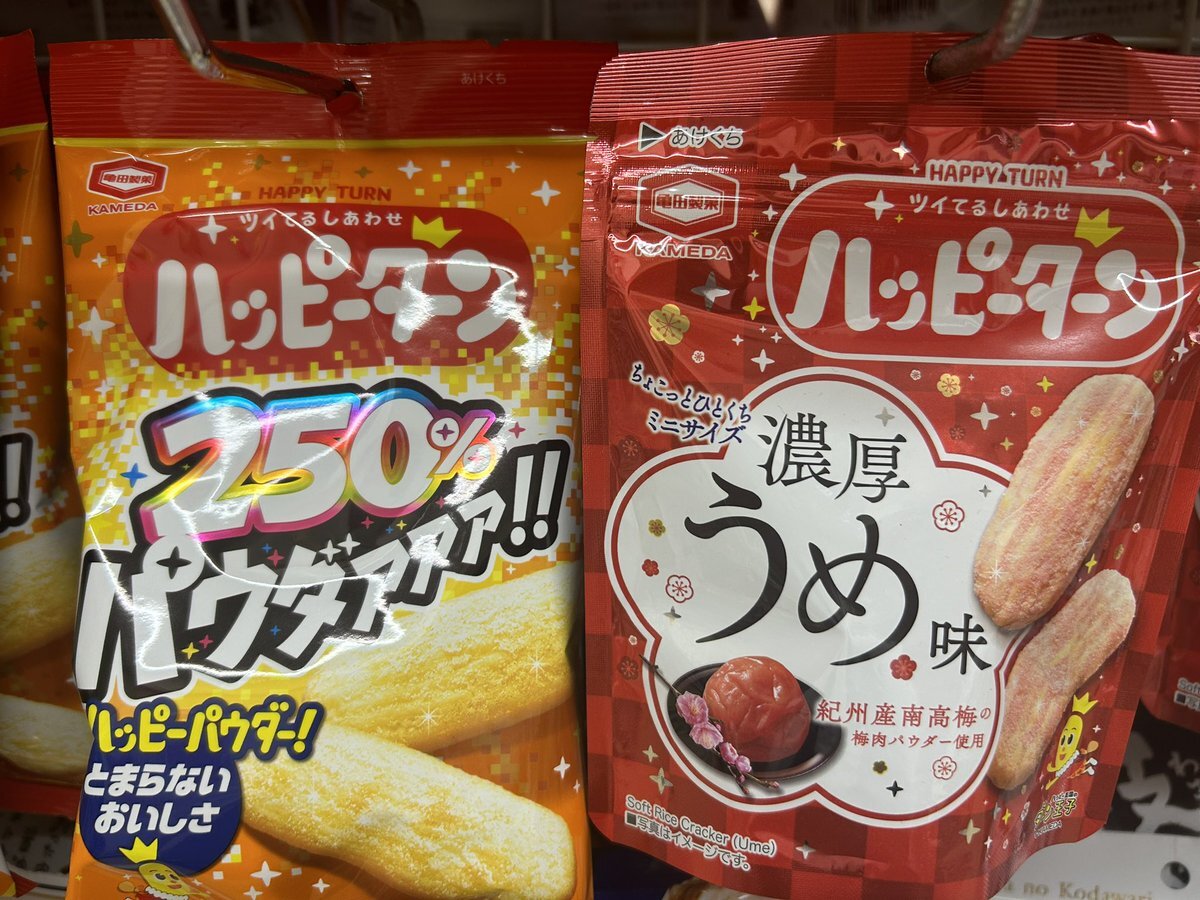 あけくち
亀田製菓
KAMEDA
HAPPY TURN
ツイてるしあわせ
ハッピーターン
250%
パウダァァァ!!
ハッピーパウダー!
とまらない
おいしさ
!!
あけくち
亀田製菓
KAMEDA
HAPPY TURN
ツイてるしあわせ
ハッピーターン
ちょこっとひとくち
ミニサイズ
濃厚
うめ味
紀州産南高梅の
梅肉パウダー使用
Soft Rice Cracker (Ume)
■写真はイメージです。
no Kodawari